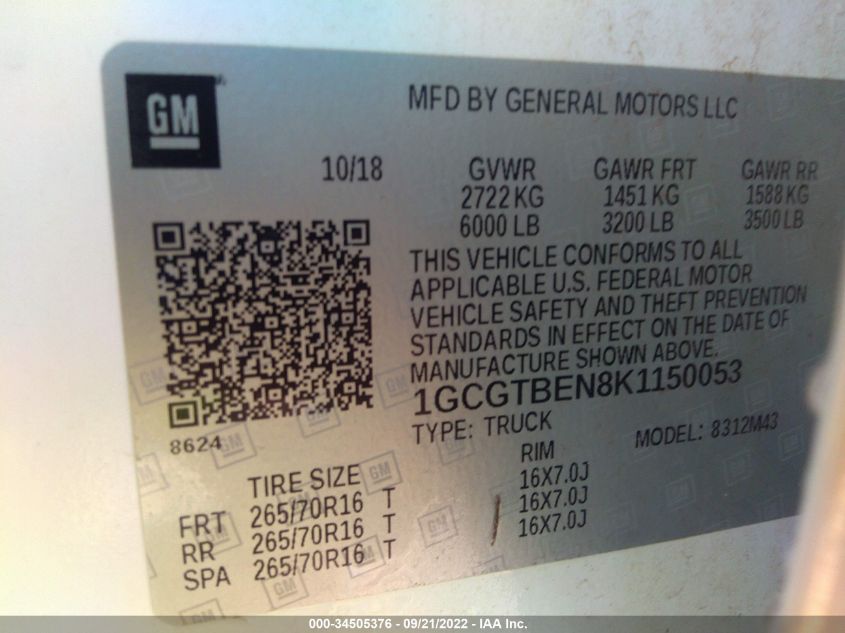 GM
MFD BY GENERAL MOTORS LLC
10/18 GVWR GAWR FRT GAWR RR
2722 KG 1451 KG 1588 KG
6000 LB 3200 LB 3500 LB
THIS VEHICLE CONFORMS TO ALL
APPLICABLE U.S. FEDERAL MOTOR
VEHICLE SAFETY AND THEFT PREVENTION
STANDARDS IN EFFECT ON THE DATE OF
MANUFACTURE SHOWN ABOVE.
1GCGTBEN8K1150053
8624 TYPE: TRUCK MODEL: 8312M43
TIRE SIZE RIM
FRT 265/70R16 T 16X7.0J
RR 265/70R16 T 16X7.0J
SPA 265/70R16 T 16X7.0J
000-34505376 - 09/21/2022 - IAA Inc.